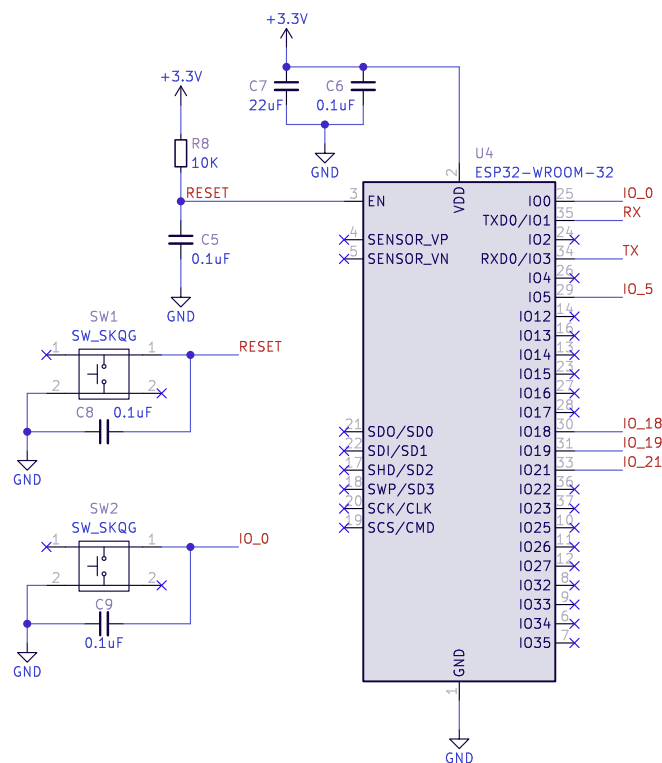 +3.3V
+3.3V
C7
22uF
C6
0.1uF
GND
R8
10K
RESET
C5
0.1uF
GND
U4
ESP32-WROOM-32
2
VDD
3
EN
4
SENSOR_VP
5
SENSOR_VN
21
SDO/SD0
22
SDI/SD1
17
SHD/SD2
18
SWP/SD3
20
SCK/CLK
19
SCS/CMD
IO0
25
IO_0
TXD0/IO1
35
RX
IO2
24
RXD0/IO3
34
TX
IO4
26
IO5
29
IO_5
IO12
14
IO13
16
IO14
13
IO15
23
IO16
27
IO17
28
IO18
30
IO_18
IO19
31
IO_19
IO21
33
IO_21
IO22
36
IO23
37
IO25
10
IO26
11
IO27
12
IO32
8
IO33
9
IO34
6
IO35
7
GND
1
GND
SW1
SW_SKQG
1
1
RESET
2
2
C8
0.1uF
GND
SW2
SW_SKQG
1
1
IO_0
2
2
C9
0.1uF
GND